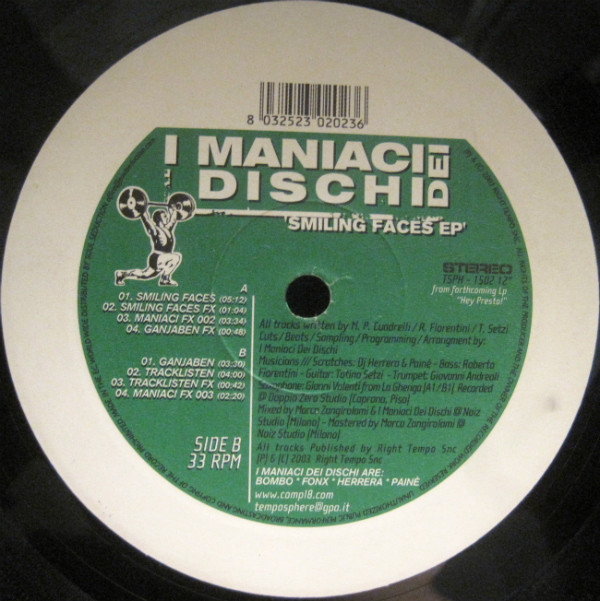 8 032523 020236
I MANIACI
DEI
DISCHI
'SMILING FACES EP'
STEREO
TSPH - 1502 12"
from forthcoming Lp
"Hey Presto!"
A
01. SMILING FACES (05:12)
02. SMILING FACES FX (01:04)
03. MANIACI FX 002 (03:34)
04. GANJABEN FX (00:48)
B
01. GANJABEN (03:30)
02. TRACKLISTEN (04:00)
03. TRACKLISTEN FX (00:42)
04. MANIACI FX 003 (02:20)
SIDE B
33 RPM
All tracks written by M. P. Cuadrelli / R. Fiorentini / T. Setzi
Cuts / Beats / Sampling / Programming / Arrangment by:
I Maniaci Dei Dischi
Musicians /// Scratches: Dj Herrera & Painè - Bass: Roberto
Fiorentini - Guitar: Totino Setzi - Trumpet: Giovanni Andreoli
Saxophone: Gianni Valenti from La Ghenga [A1/B1]. Recorded
@ Doppio Zero Studio [Caprona, Pisa]
Mixed by Marco Zangirolami & I Maniaci Dei Dischi @ Noiz
Studio [Milano] - Mastered by Marco Zangirolami @
Noiz Studio [Milano]
All tracks Published by Right Tempo Snc
(P) & (C) 2003 Right Tempo Snc
I MANIACI DEI DISCHI ARE:
BOMBO * FONX * HERRERA * PAINÈ
www.compl8.com
temposphere@gpa.it